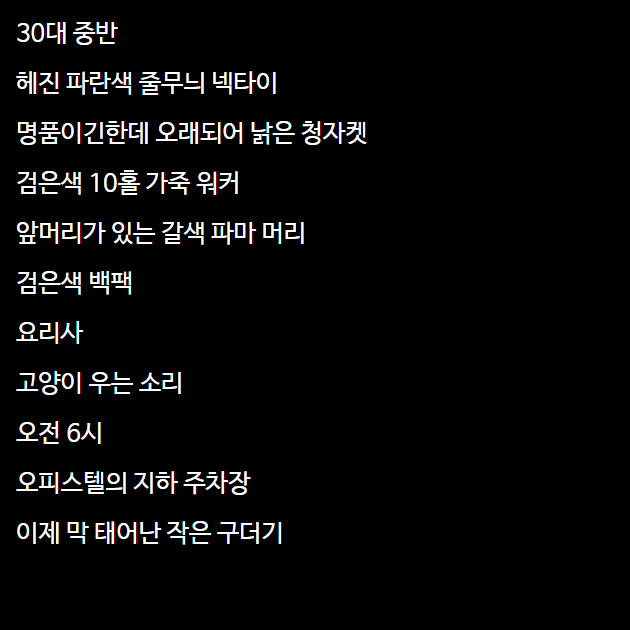 30대 중반
헤진 파란색 줄무늬 넥타이
명품이긴한데 오래되어 낡은 청자켓
검은색 10홀 가죽 워커
앞머리가 있는 갈색 파마 머리
검은색 백팩
요리사
고양이 우는 소리
오전 6시
오피스텔의 지하 주차장
이제 막 태어난 작은 구더기